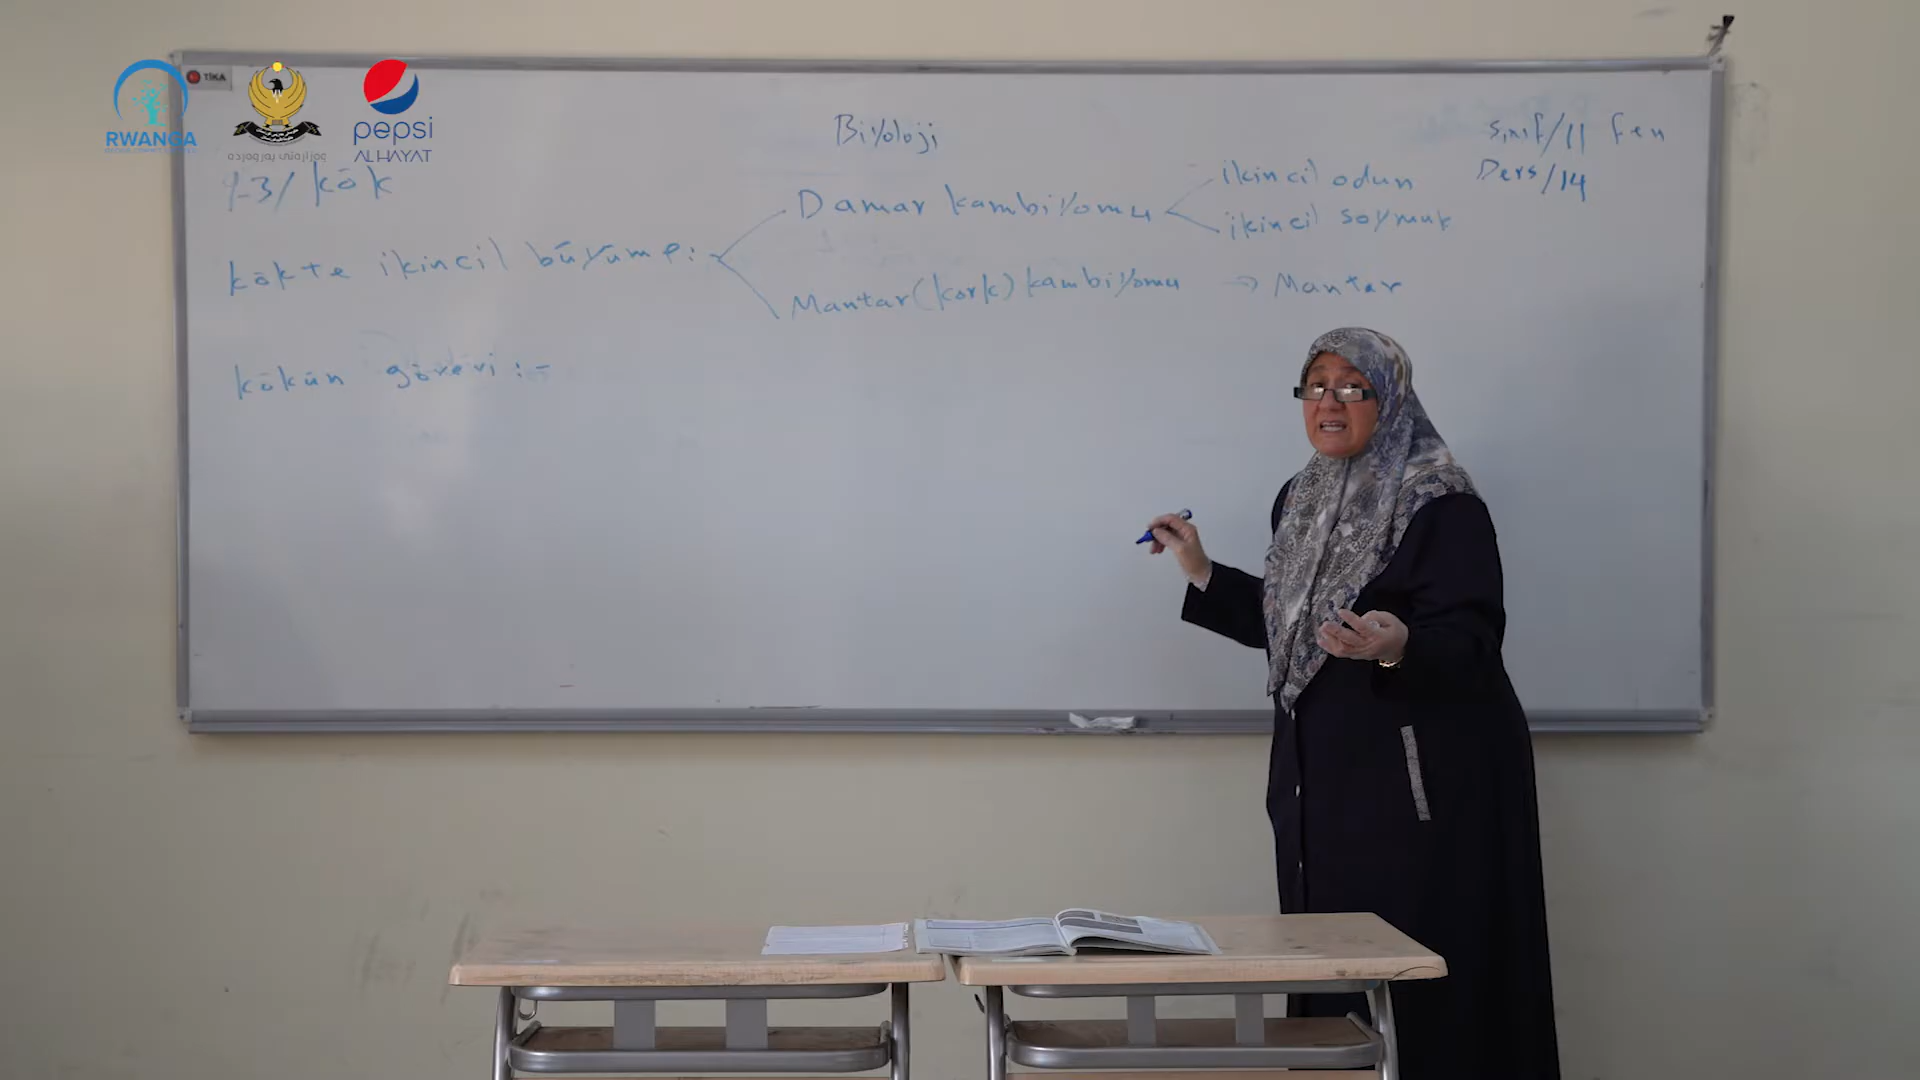 TİKA
RWANGA
pepsi
AL HAYAT
Biyoloji
Sınıf/11 fen
Ders/14
9-3/ kök
kökte ikincil büyüme:
Damar kambiyomu
ikincil odun
ikincil soymuk
Mantar (kork) kambiyomu → Mantar
kökün görevi :-